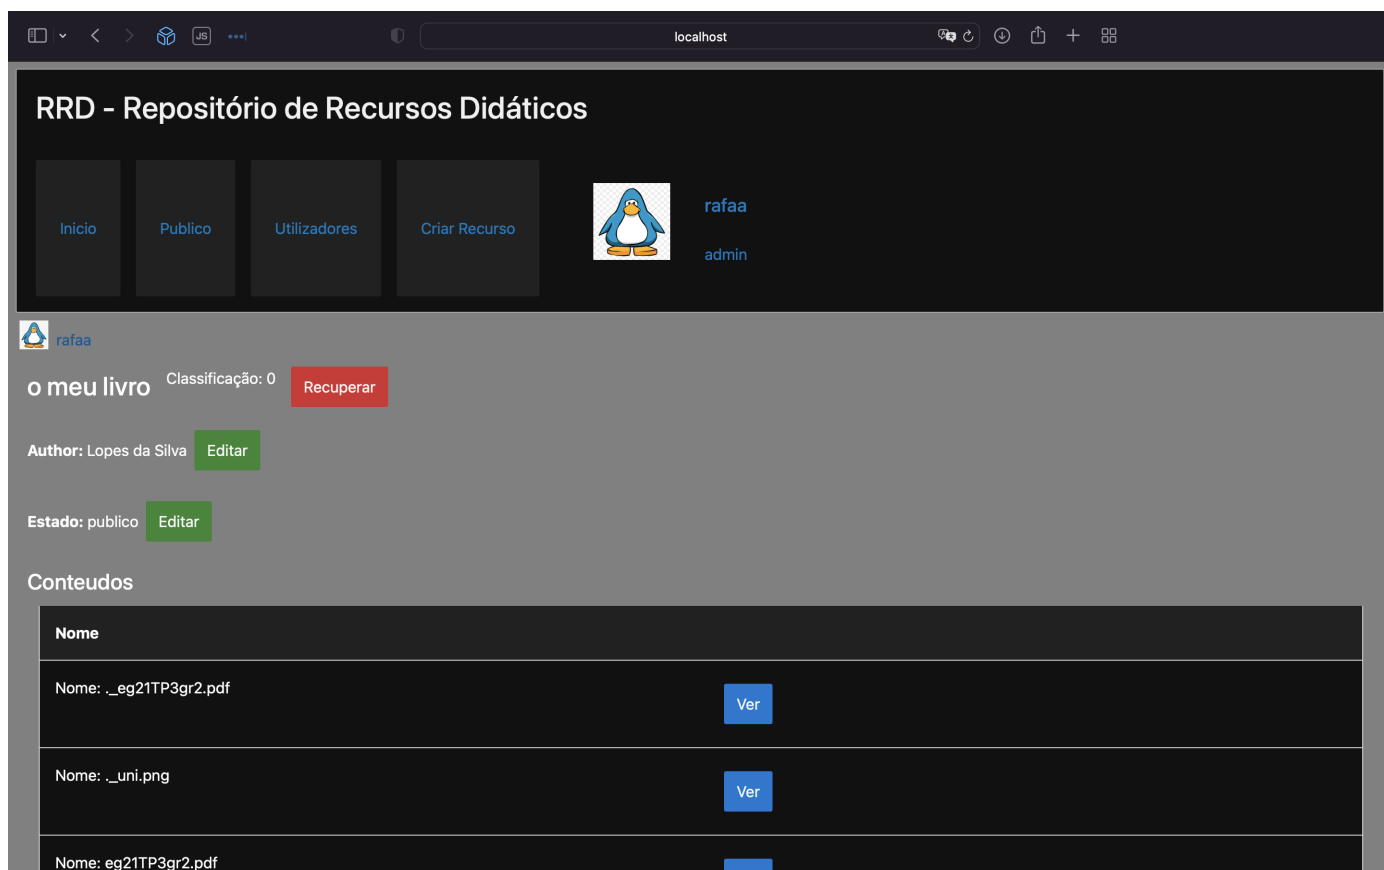 JS
localhost
RRD - Repositório de Recursos Didáticos
Inicio Publico Utilizadores Criar Recurso
rafaa
admin
rafaa
o meu livro Classificação: 0 Recuperar
Author: Lopes da Silva Editar
Estado: publico Editar
Conteudos
Nome
Nome: ._eg21TP3gr2.pdf Ver
Nome: ._uni.png Ver
Nome: eg21TP3gr2.pdf